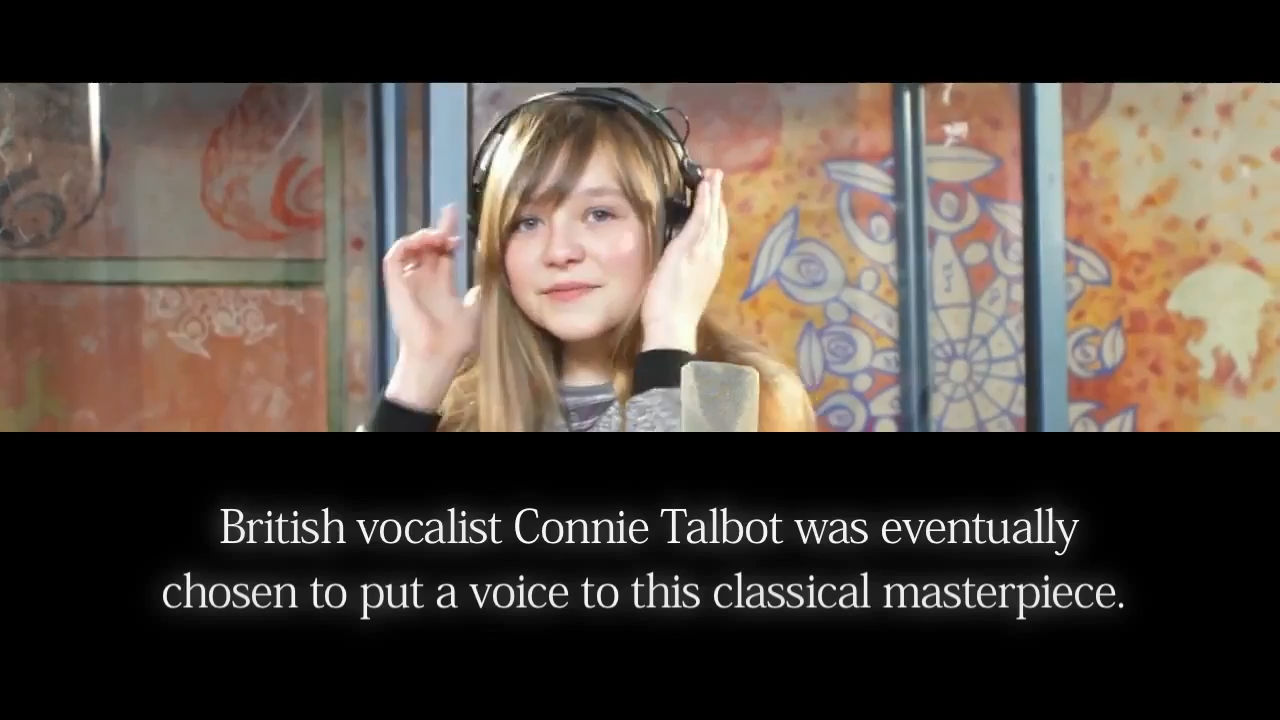 British vocalist Connie Talbot was eventually
chosen to put a voice to this classical masterpiece.